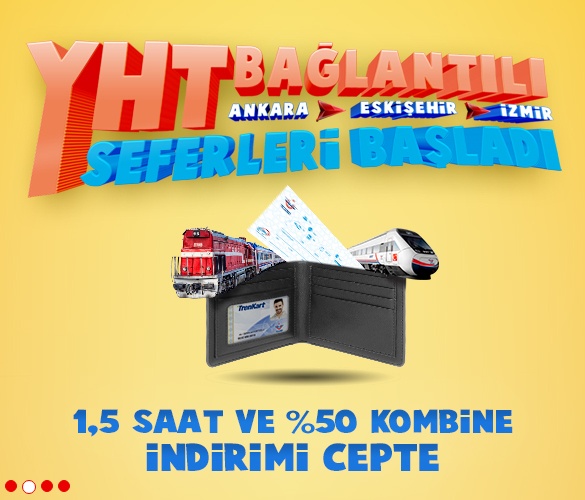 YHT BAĞLANTILI
ANKARA ESKİŞEHİR İZMİR
SEFERLERİ BAŞLADI
TrenKart
1,5 SAAT VE %50 KOMBİNE
İNDİRİMİ CEPTE